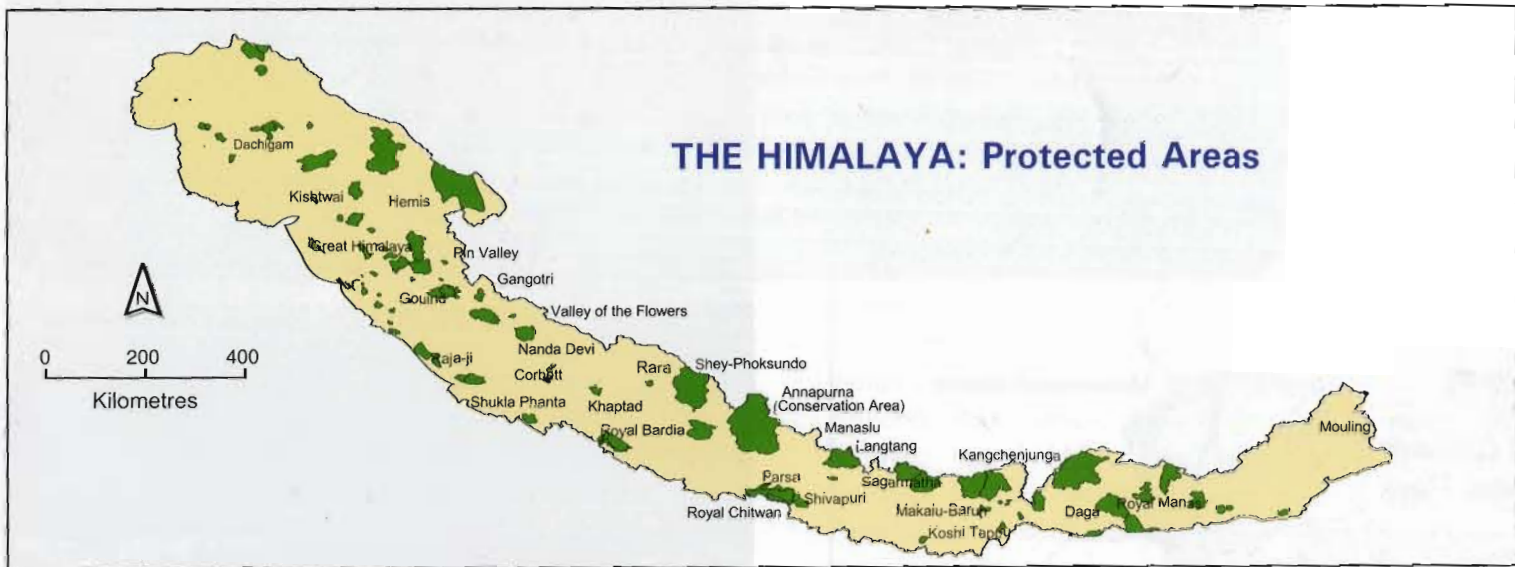 THE HIMALAYA: Protected Areas
Dachigam
Kishtwai
Hemis
Great Himalaya
Pin Valley
Gangotri
Gouind
Valley of the Flowers
N
0 200 400
Kilometres
Raja-ji
Nanda Devi
Corbett
Rara
Shey-Phoksundo
Shukla Phanta
Khaptad
Annapurna
(Conservation Area)
Royal Bardia
Manaslu
Langtang
Kangchenjunga
Mouling
Parsa
Sagarmatha
Shivapuri
Royal Chitwan
Makalu-Barun
Koshi Tappu
Daga
Royal Manas